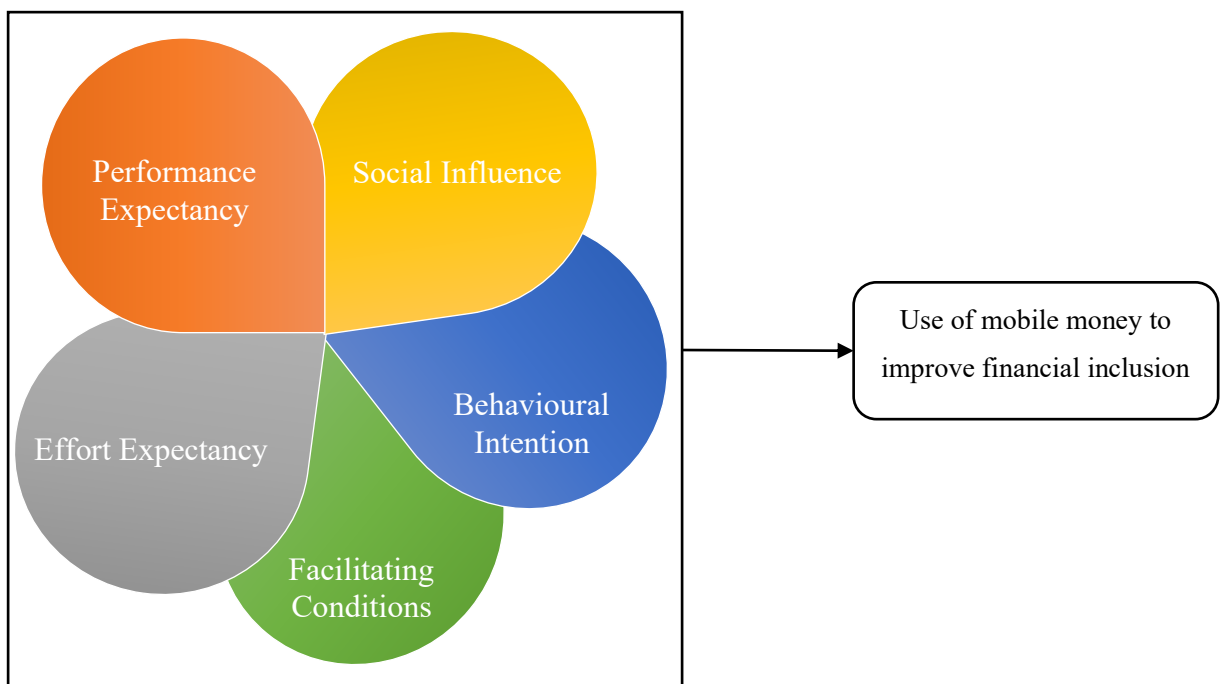 Performance
Expectancy
Social Influence
Behavioural
Intention
Facilitating
Conditions
Effort Expectancy
Use of mobile money to
improve financial inclusion